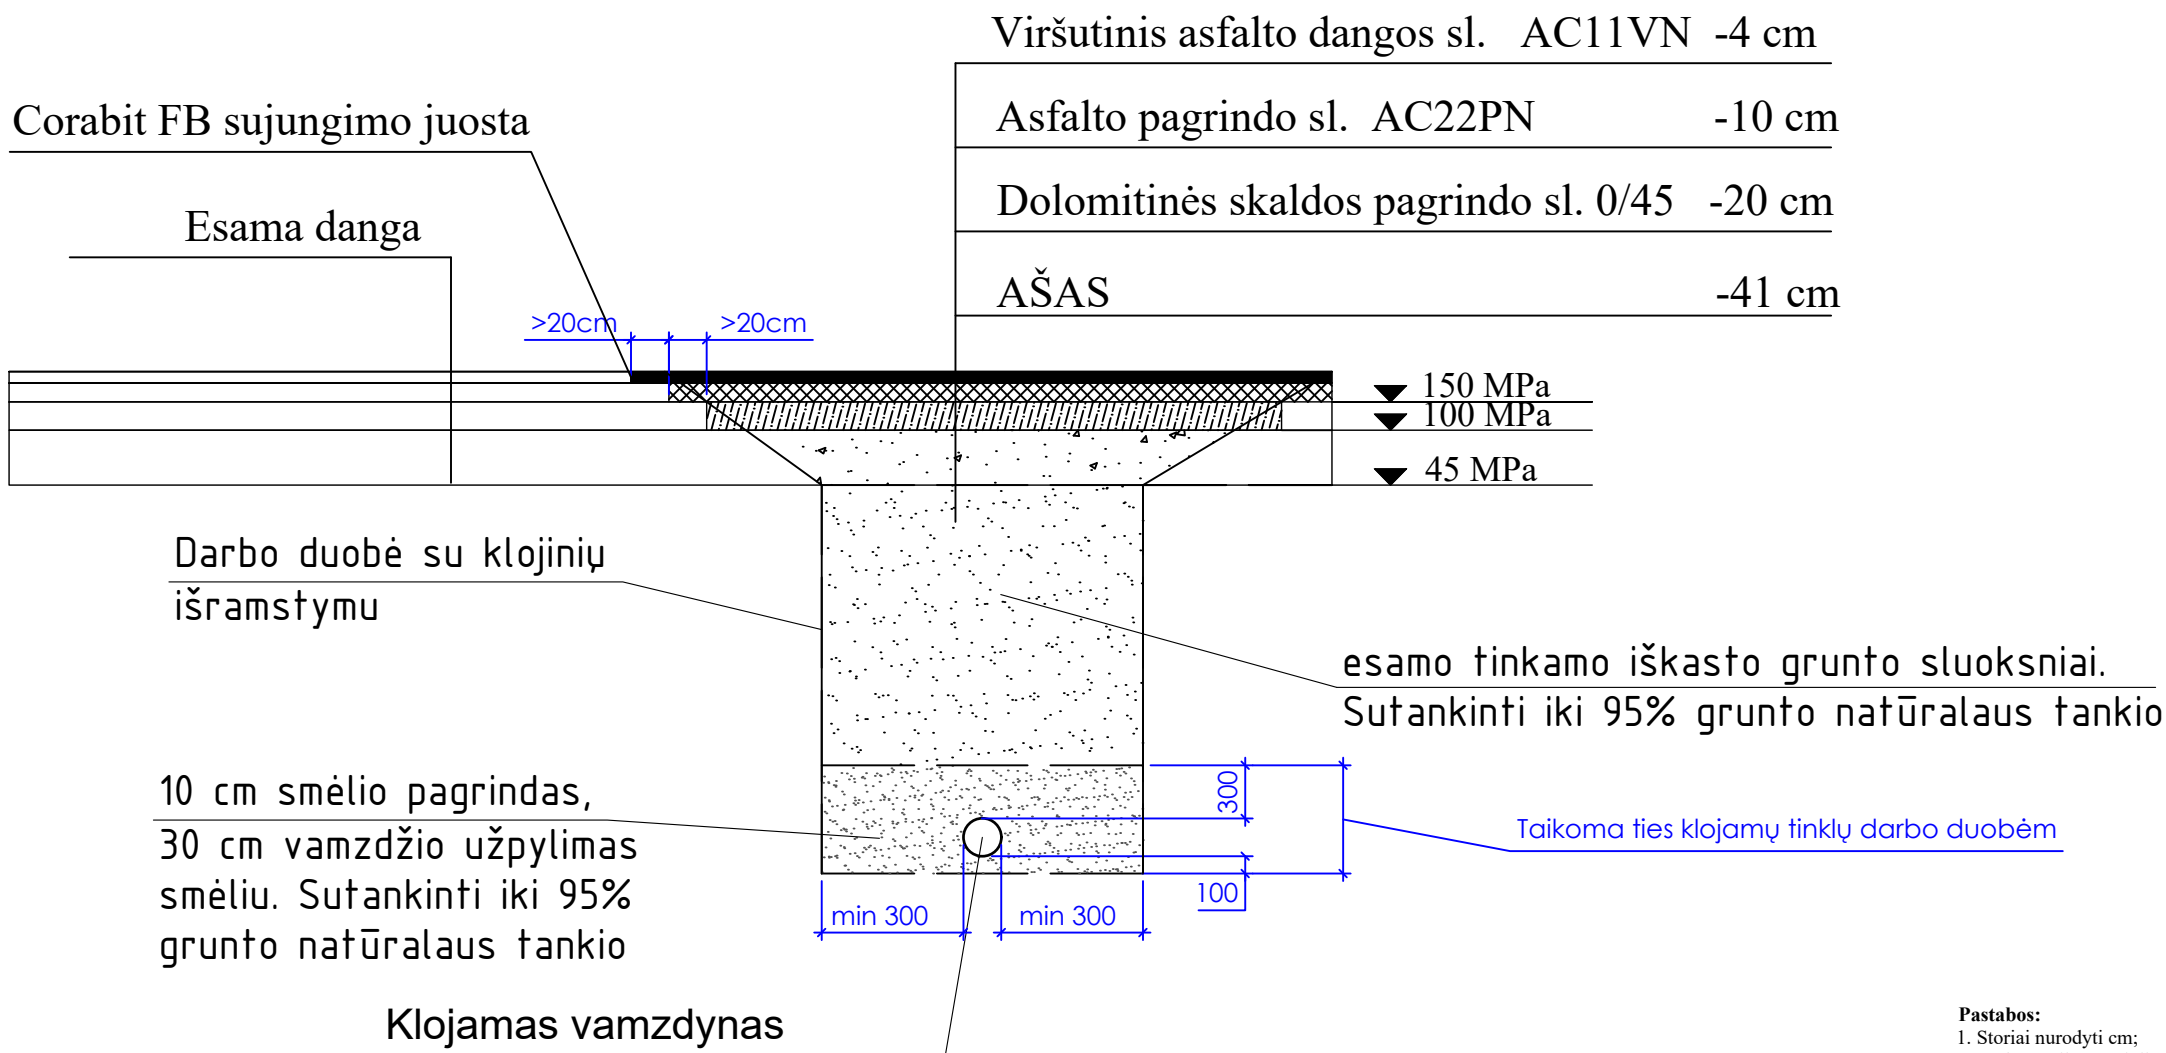 Viršutinis asfalto dangos sl. AC11VN -4 cm
Corabit FB sujungimo juosta
Asfalto pagrindo sl. AC22PN -10 cm
Esama danga
Dolomitinės skaldos pagrindo sl. 0/45 -20 cm
AŠAS -41 cm
>20cm >20cm
150 MPa
100 MPa
45 MPa
Darbo duobė su klojinių
išramstymu
esamo tinkamo iškasto grunto sluoksniai.
Sutankinti iki 95% grunto natūralaus tankio
10 cm smėlio pagrindas,
30 cm vamzdžio užpylimas
smėliu. Sutankinti iki 95%
grunto natūralaus tankio
300
Taikoma ties klojamų tinklų darbo duobėm
100
min 300 min 300
Klojamas vamzdynas
Pastabos:
1. Storiai nurodyti cm;